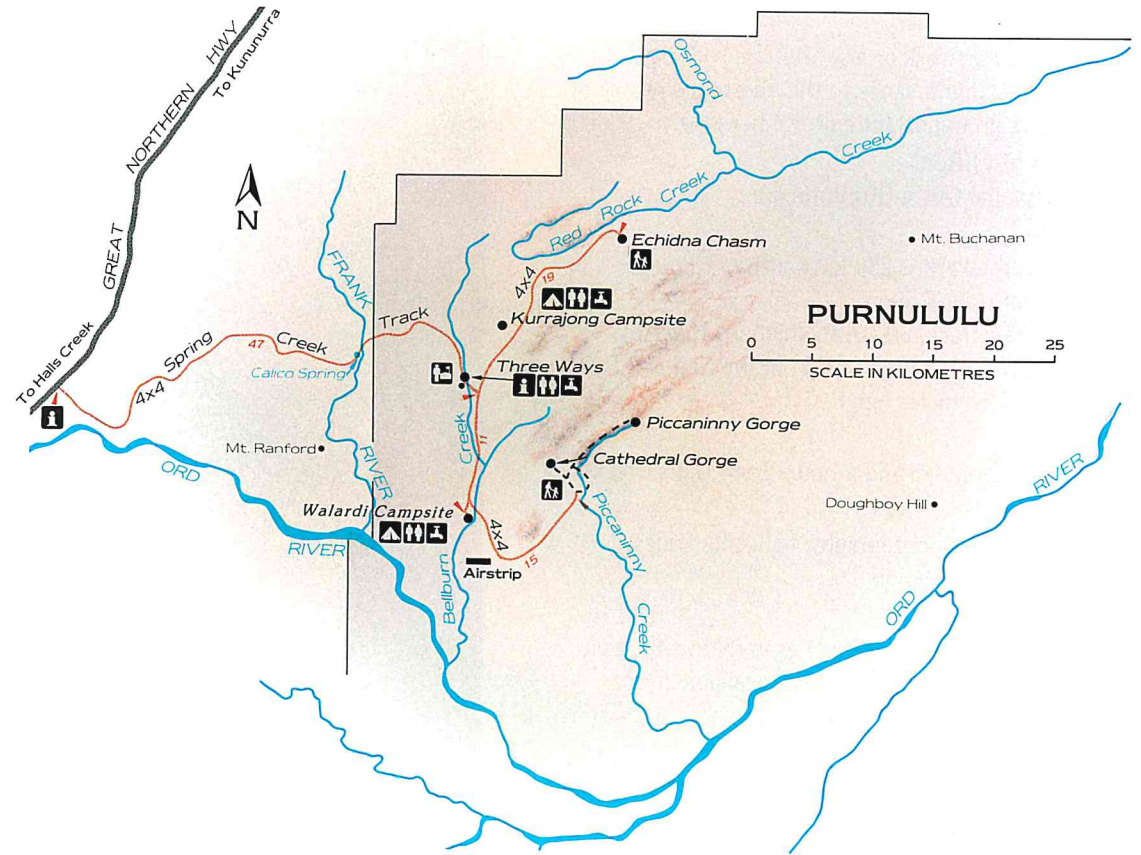 GREAT NORTHERN HWY
To Kununurra
To Halls Creek
N
Osmond Creek
Red Rock Creek
Echidna Chasm
Mt. Buchanan
FRANK RIVER
4x4
19
Kurrajong Campsite
PURNULULU
0 5 10 15 20 25
SCALE IN KILOMETRES
4x4 Spring Creek Track
47
Calico Spring
Three Ways
i
i
11
Piccaninny Gorge
Cathedral Gorge
Mt. Ranford
ORD RIVER
Walardi Campsite
4x4
15
Airstrip
Bellburn Creek
Piccaninny Creek
Doughboy Hill
ORD RIVER